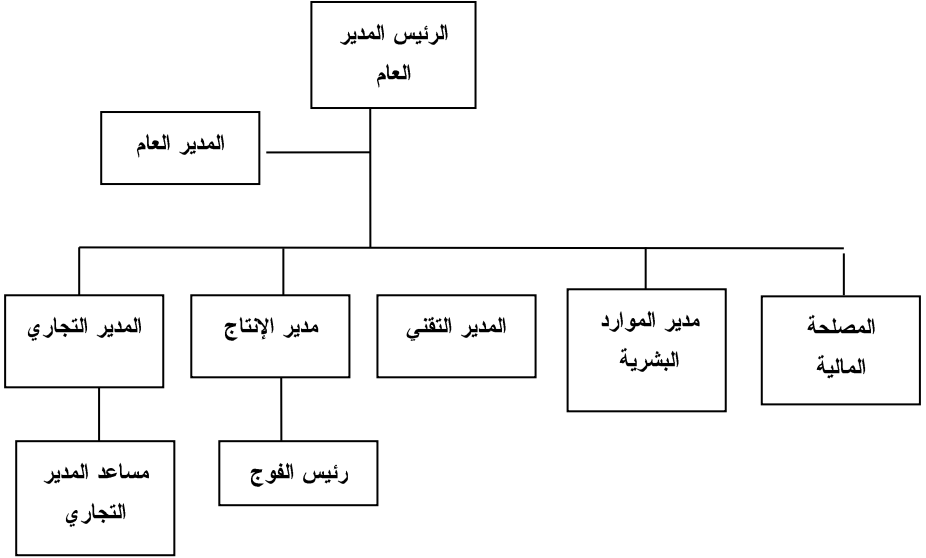 الرئيس المدير
العام
المدير العام
المصلحة
المالية
مدير الموارد
البشرية
المدير التقني
مدير الإنتاج
المدير التجاري
رئيس الفوج
مساعد المدير
التجاري